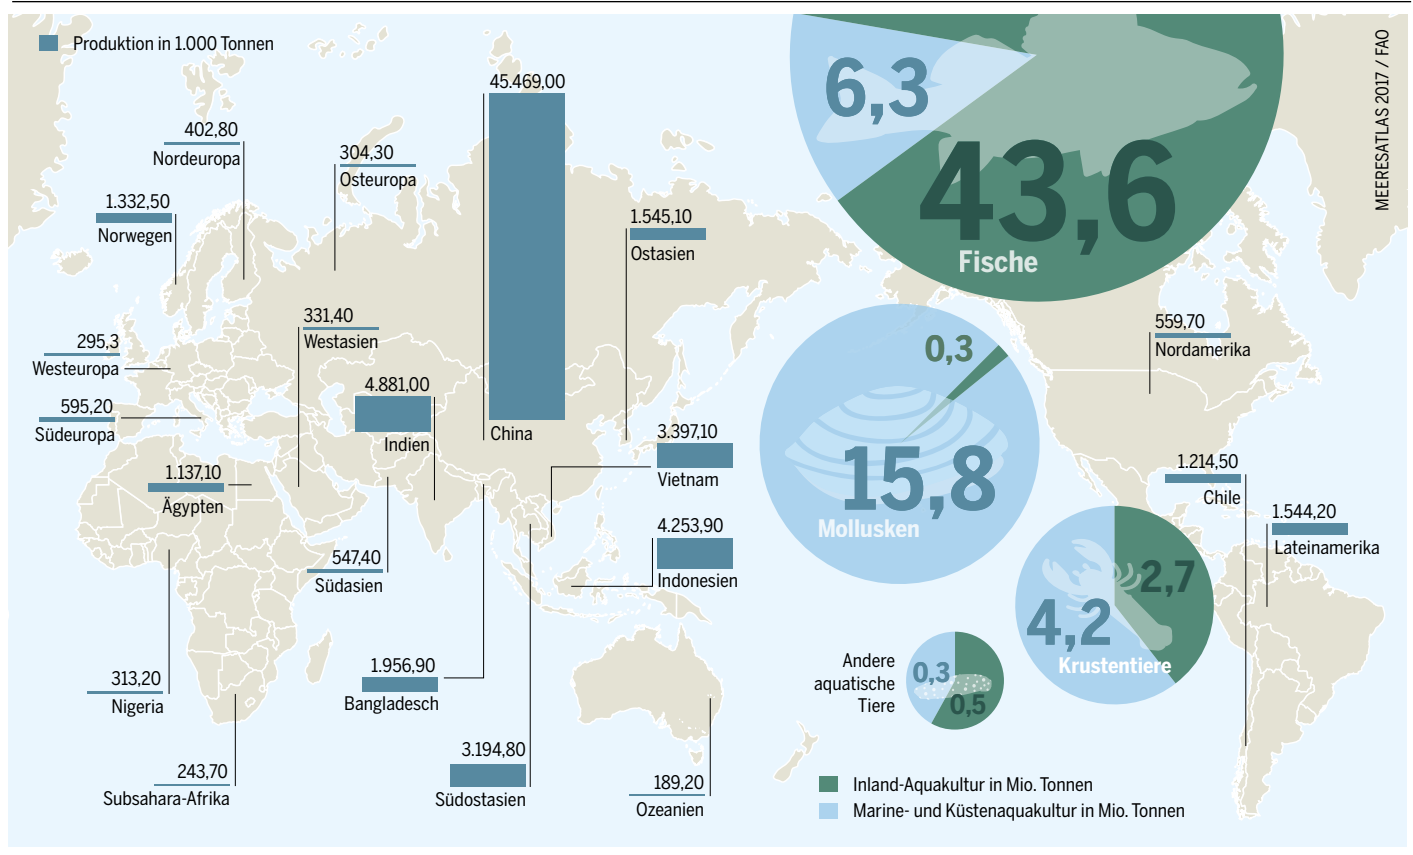 Produktion in 1.000 Tonnen
MEERESATLAS 2017 / FAO
45.469,00
China
402,80
Nordeuropa
304,30
Osteuropa
1.332,50
Norwegen
1.545,10
Ostasien
331,40
Westasien
295,3
Westeuropa
4.881,00
Indien
595,20
Südeuropa
3.397,10
Vietnam
1.137,10
Ägypten
4.253,90
Indonesien
547,40
Südasien
313,20
Nigeria
1.956,90
Bangladesch
243,70
Subsahara-Afrika
3.194,80
Südostasien
189,20
Ozeanien
6,3
43,6
Fische
0,3
15,8
Mollusken
559,70
Nordamerika
1.214,50
Chile
1.544,20
Lateinamerika
2,7
4,2
Krustentiere
Andere
aquatische
Tiere
0,3
0,5
Inland-Aquakultur in Mio. Tonnen
Marine- und Küstenaquakultur in Mio. Tonnen